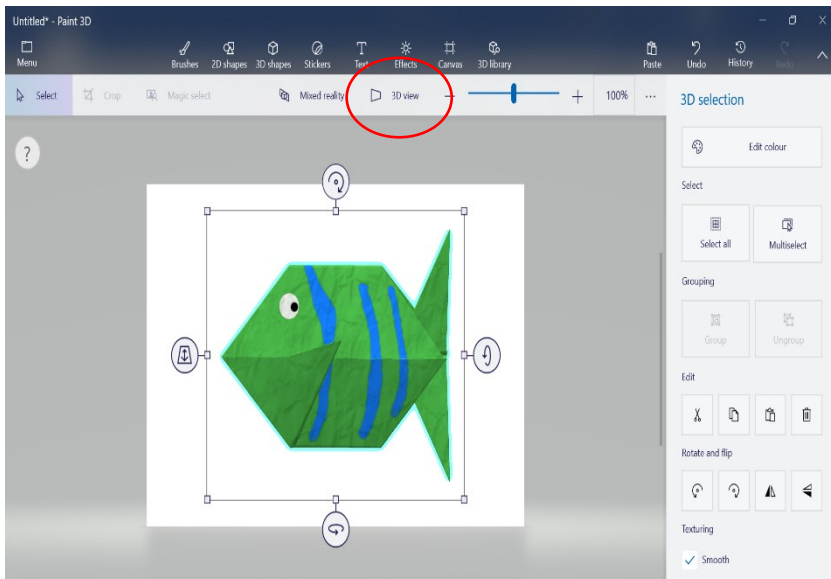 Untitled* - Paint 3D
Menu
Brushes 2D shapes 3D shapes Stickers Text Effects Canvas 3D library Paste Undo History Redo
Select Crop Magic select Mixed reality 3D view 100% ...
?
3D selection
Edit colour
Select
Select all Multiselect
Grouping
Group Ungroup
Edit
Rotate and flip
Texturing
Smooth